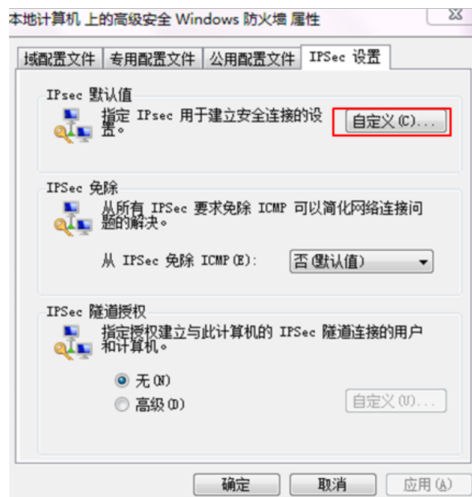 本地计算机 上的高级安全 Windows 防火墙 属性
域配置文件 专用配置文件 公用配置文件 IPSec 设置
IPsec 默认值
指定 IPsec 用于建立安全连接的设
置。
自定义(C)...
IPSec 免除
从所有 IPSec 要求免除 ICMP 可以简化网络连接问
题的解决。
从 IPSec 免除 ICMP(E): 否(默认值)
IPSec 隧道授权
指定授权建立与此计算机的 IPSec 隧道连接的用户
和计算机。
无(N)
高级(D) 自定义(U)...
确定 取消 应用(A)